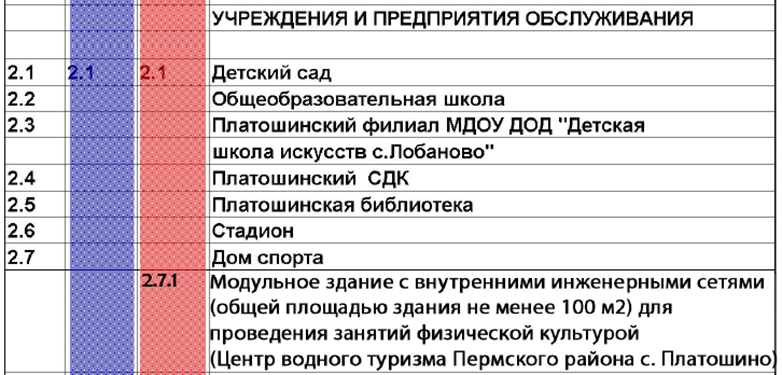 УЧРЕЖДЕНИЯ И ПРЕДПРИЯТИЯ ОБСЛУЖИВАНИЯ
2.1 2.1 2.1 Детский сад
2.2 Общеобразовательная школа
2.3 Платошинский филиал МДОУ ДОД "Детская
школа искусств с.Лобаново"
2.4 Платошинский СДК
2.5 Платошинская библиотека
2.6 Стадион
2.7 Дом спорта
2.7.1 Модульное здание с внутренними инженерными сетями
(общей площадью здания не менее 100 м2) для
проведения занятий физической культурой
(Центр водного туризма Пермского района с. Платошино)